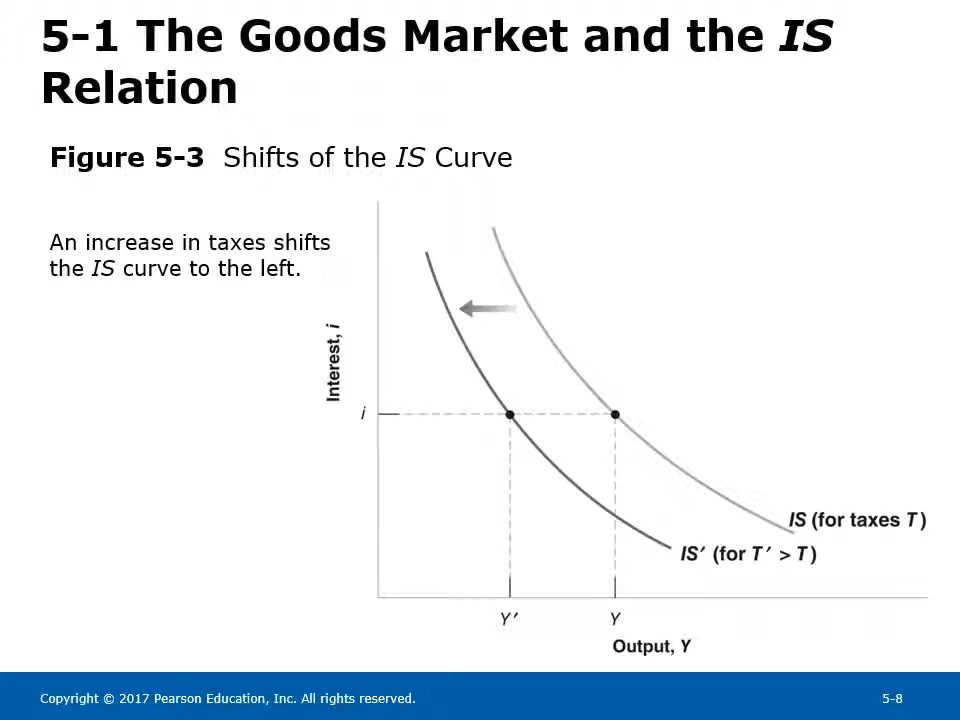 5-1 The Goods Market and the IS
Relation
Figure 5-3 Shifts of the IS Curve
An increase in taxes shifts
the IS curve to the left.
Interest, i
i
IS (for taxes T)
IS′ (for T′ > T)
Y′
Y
Output, Y
Copyright © 2017 Pearson Education, Inc. All rights reserved.
5-8